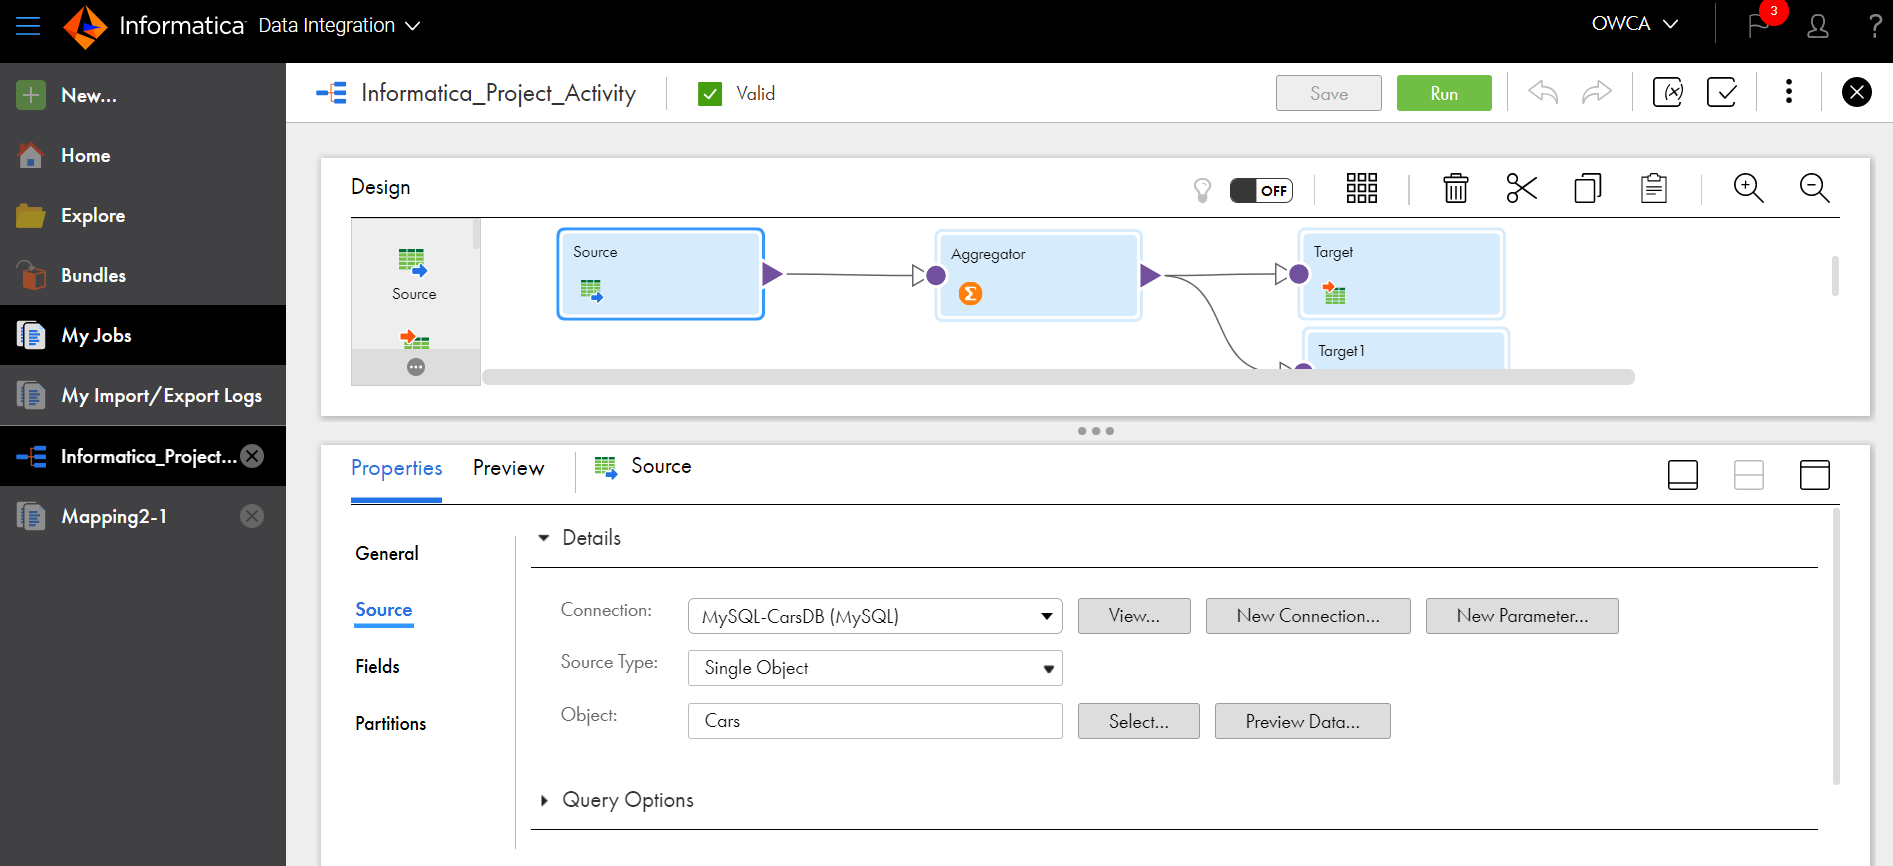 Informatica Data Integration
OWCA
3
?
New...
Home
Explore
Bundles
My Jobs
My Import/Export Logs
Informatica_Project...
Mapping2-1
Informatica_Project_Activity
Valid
Save
Run
(x)
Design
OFF
Source
Source
Aggregator
Σ
Target
Target1
Properties
Preview
Source
General
Source
Fields
Partitions
Details
Connection:
MySQL-CarsDB (MySQL)
View...
New Connection...
New Parameter...
Source Type:
Single Object
Object:
Cars
Select...
Preview Data...
Query Options